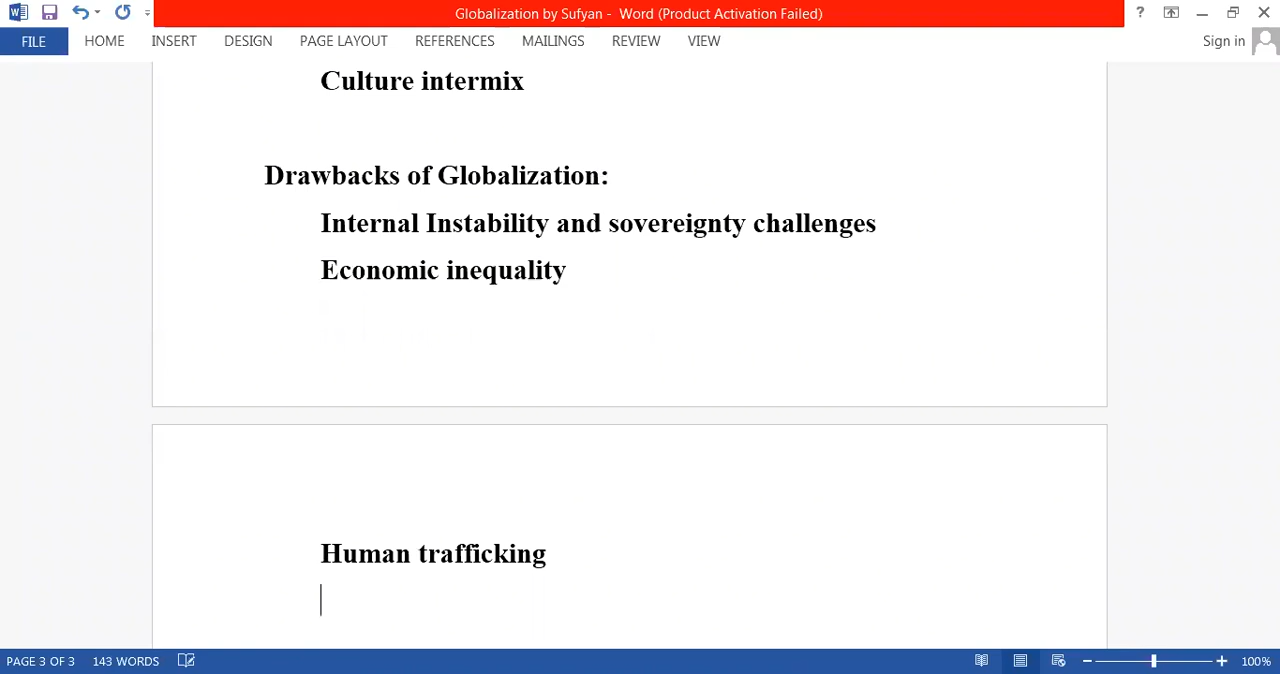 Globalization by Sufyan - Word (Product Activation Failed)
?
FILE HOME INSERT DESIGN PAGE LAYOUT REFERENCES MAILINGS REVIEW VIEW Sign in
Culture intermix
Drawbacks of Globalization:
Internal Instability and sovereignty challenges
Economic inequality
Human trafficking
PAGE 3 OF 3 143 WORDS 100%